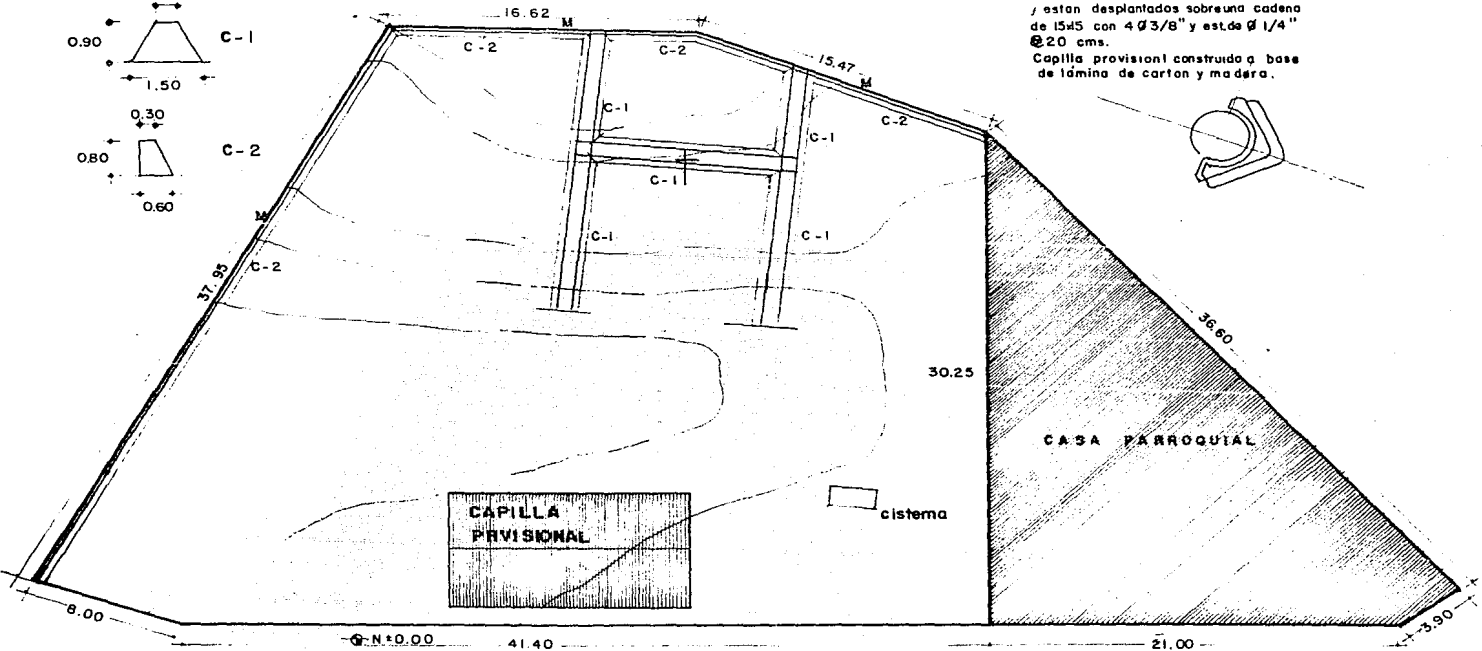 C-1
0.90
1.50
0.30
C-2
0.80
0.60
16.62
M
C-2
C-2
15.47
M
C-2
y estan desplantados sobreuna cadena
de 15x15 con 4 Ø 3/8" y est.de Ø 1/4"
@ 20 cms.
Capilla provisionl construida a base
de lámina de carton y madera.
C-1
C-1
C-1
C-1
C-1
M
C-2
37.95
36.60
30.25
CASA PARROQUIAL
CAPILLA
PRVISIONAL
cisterna
8.00
N±0.00
41.40
21.00
3.90